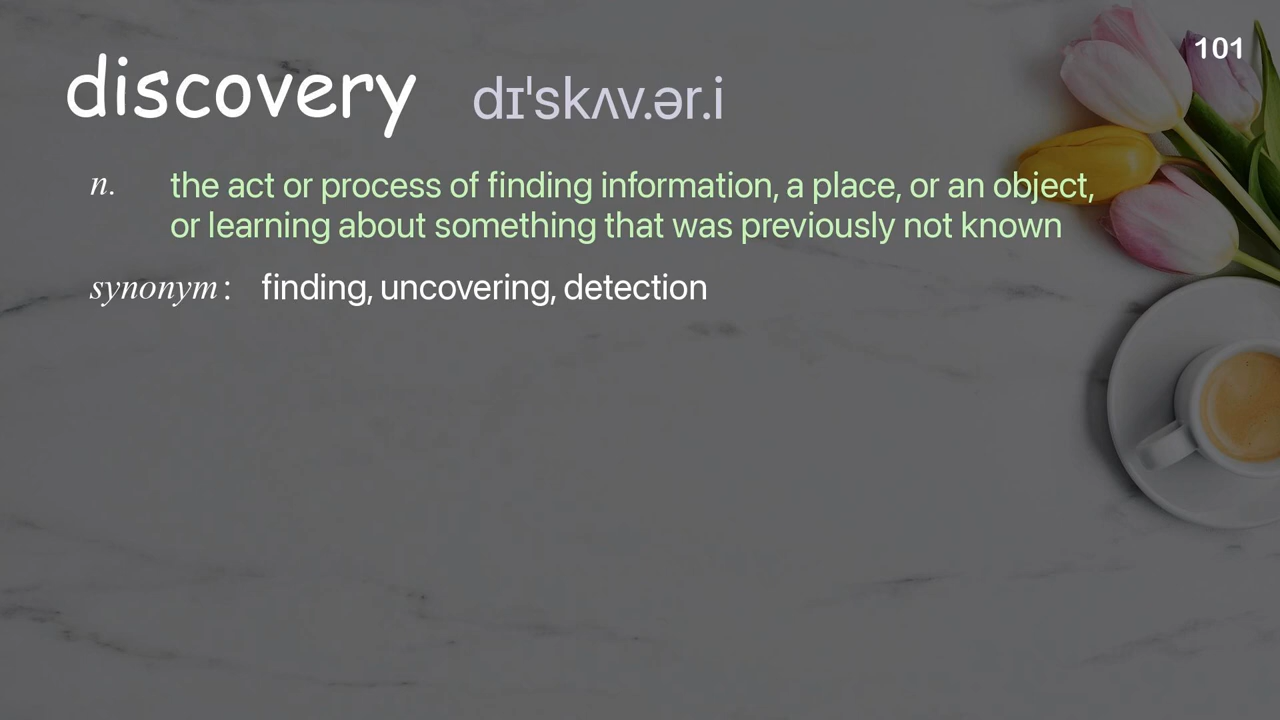 101
discovery dɪˈskʌv.ər.i
n. the act or process of finding information, a place, or an object,
or learning about something that was previously not known
synonym: finding, uncovering, detection